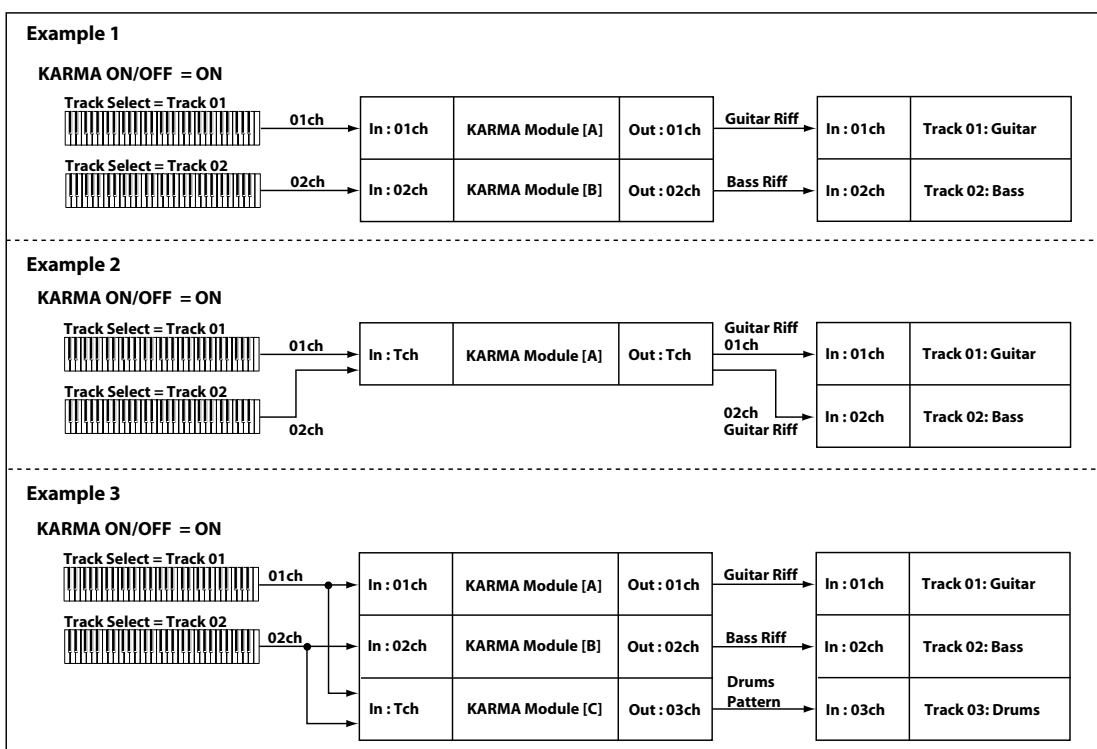 Example 1
KARMA ON/OFF = ON
Track Select = Track 01
01ch
In : 01ch
KARMA Module [A]
Out : 01ch
Guitar Riff
In : 01ch
Track 01: Guitar
Track Select = Track 02
02ch
In : 02ch
KARMA Module [B]
Out : 02ch
Bass Riff
In : 02ch
Track 02: Bass
Example 2
KARMA ON/OFF = ON
Track Select = Track 01
01ch
In : Tch
KARMA Module [A]
Out : Tch
Guitar Riff
01ch
In : 01ch
Track 01: Guitar
Track Select = Track 02
02ch
02ch
Guitar Riff
In : 02ch
Track 02: Bass
Example 3
KARMA ON/OFF = ON
Track Select = Track 01
01ch
In : 01ch
KARMA Module [A]
Out : 01ch
Guitar Riff
In : 01ch
Track 01: Guitar
Track Select = Track 02
02ch
In : 02ch
KARMA Module [B]
Out : 02ch
Bass Riff
In : 02ch
Track 02: Bass
In : Tch
KARMA Module [C]
Out : 03ch
Drums
Pattern
In : 03ch
Track 03: Drums